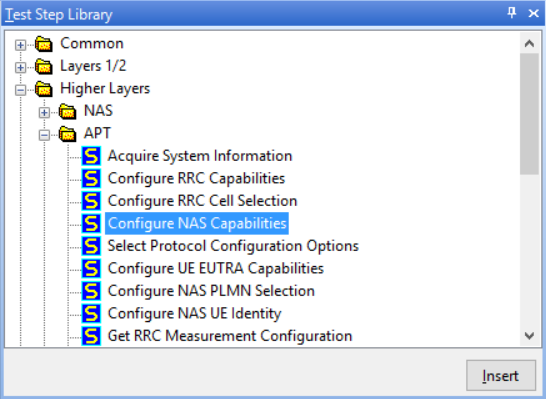 Test Step Library
Common
Layers 1/2
Higher Layers
NAS
APT
S Acquire System Information
S Configure RRC Capabilities
S Configure RRC Cell Selection
S Configure NAS Capabilities
S Select Protocol Configuration Options
S Configure UE EUTRA Capabilities
S Configure NAS PLMN Selection
S Configure NAS UE Identity
S Get RRC Measurement Configuration
Insert